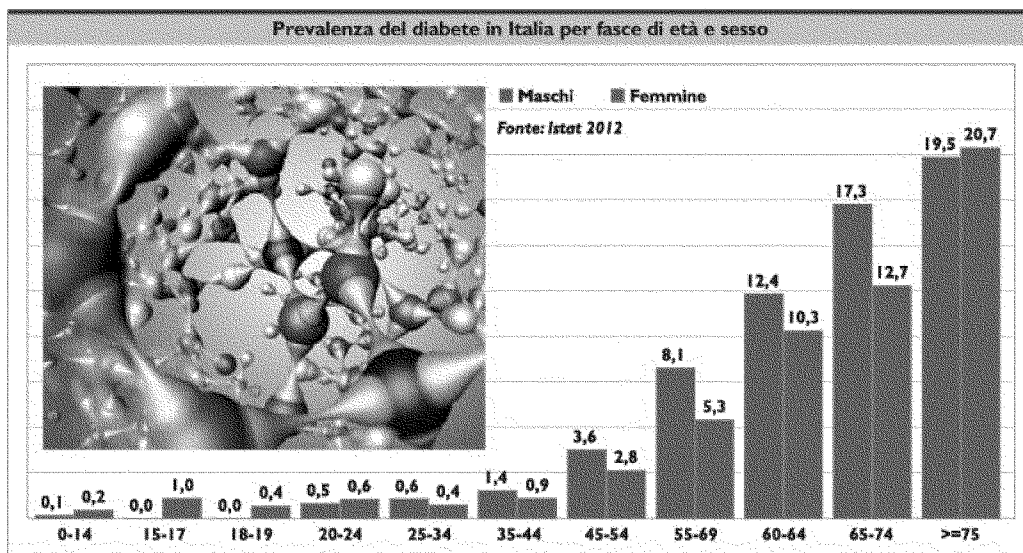 Prevalenza del diabete in Italia per fasce di età e sesso
Maschi Femmine
Fonte: Istat 2012
0,1 0,2 0,0 1,0 0,0 0,4 0,5 0,6 0,6 0,4 1,4 0,9 3,6 2,8 8,1 5,3 12,4 10,3 17,3 12,7 19,5 20,7
0-14 15-17 18-19 20-24 25-34 35-44 45-54 55-69 60-64 65-74 >=75